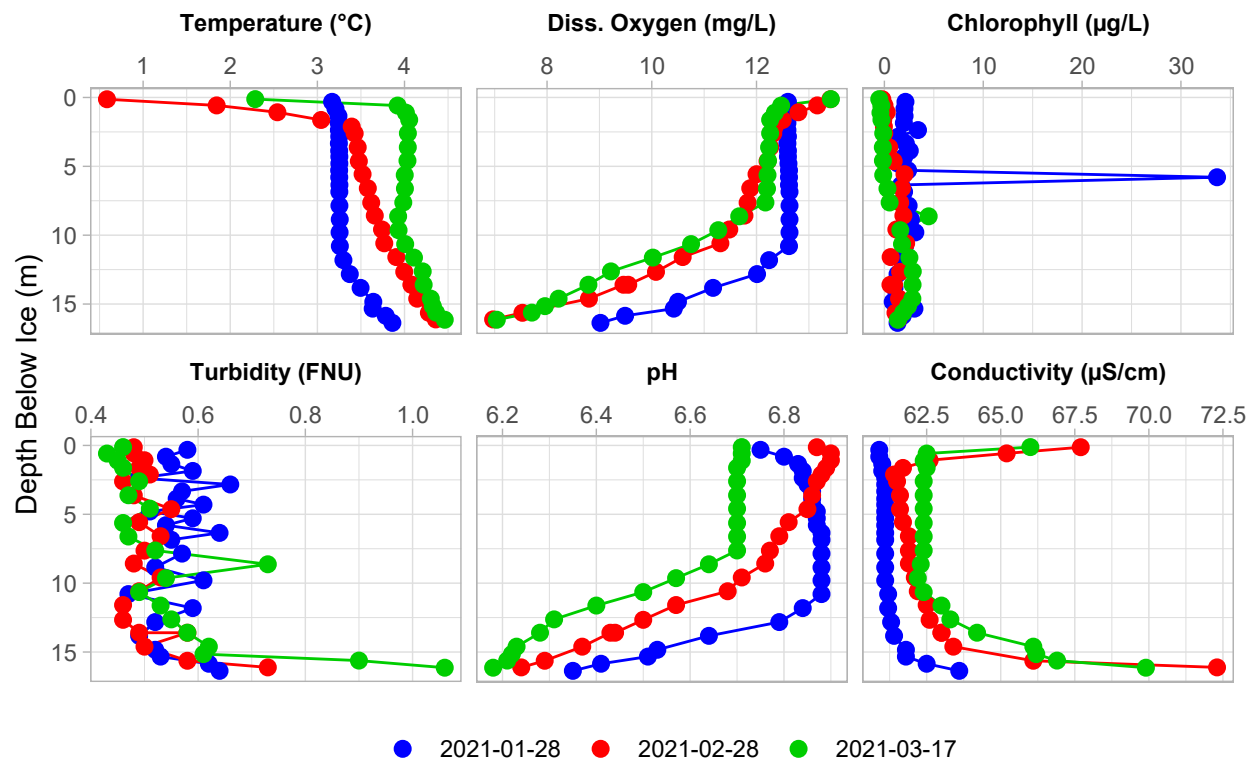 Temperature (°C) Diss. Oxygen (mg/L) Chlorophyll (µg/L)
1 2 3 4 8 10 12 0 10 20 30
0
5
10
15
Depth Below Ice (m)
Turbidity (FNU) pH Conductivity (µS/cm)
0.4 0.6 0.8 1.0 6.2 6.4 6.6 6.8 62.5 65.0 67.5 70.0 72.5
0
5
10
15
2021-01-28 2021-02-28 2021-03-17